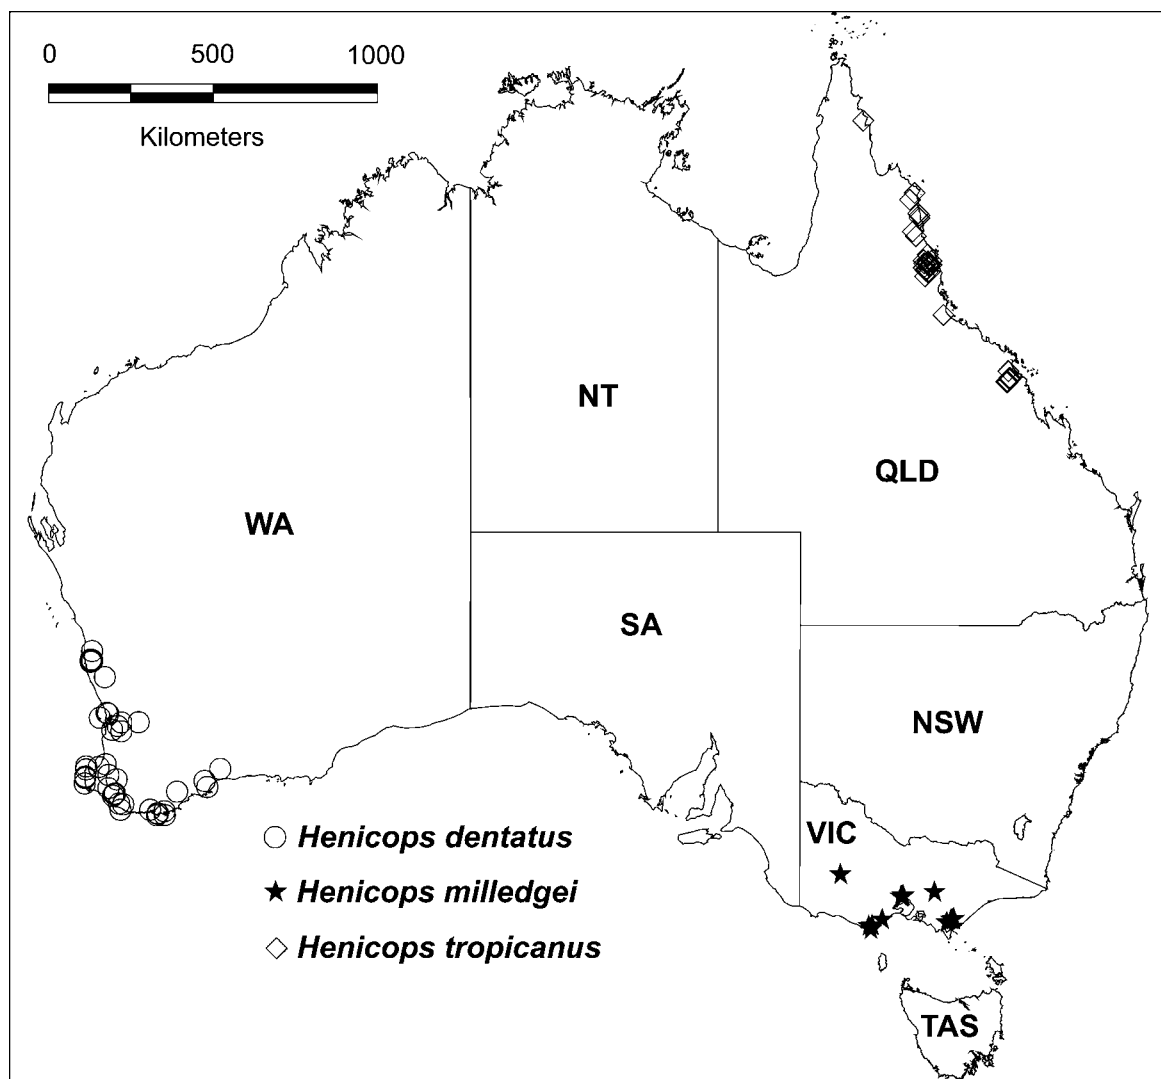 0 500 1000
Kilometers
NT
QLD
WA
SA
NSW
VIC
Henicops dentatus
Henicops milledgei
Henicops tropicanus
TAS